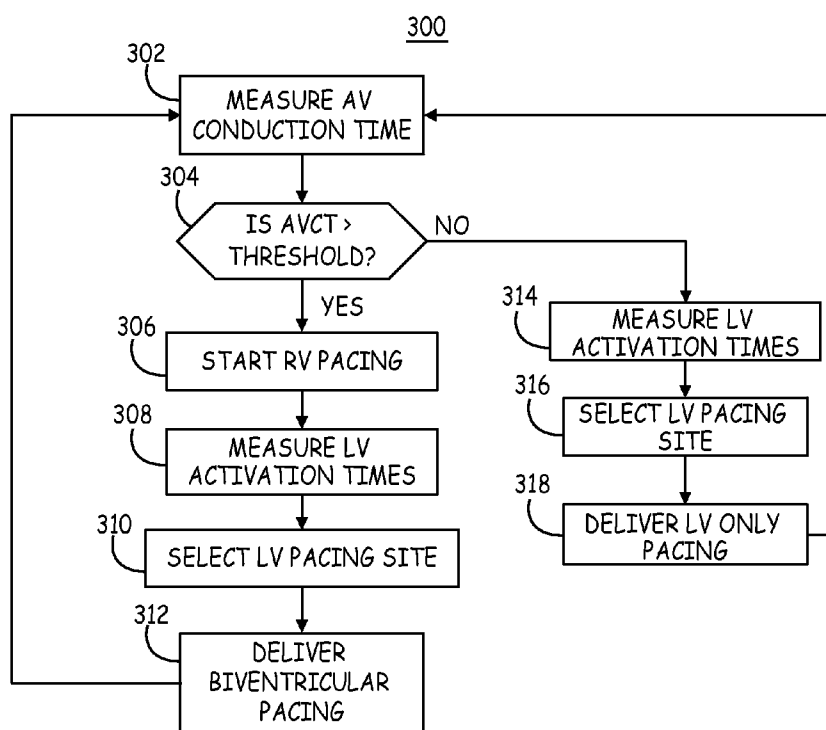 300
302
MEASURE AV
CONDUCTION TIME
304
IS AVCT >
THRESHOLD?
NO
YES
306
START RV PACING
308
MEASURE LV
ACTIVATION TIMES
310
SELECT LV PACING SITE
312
DELIVER
BIVENTRICULAR
PACING
314
MEASURE LV
ACTIVATION TIMES
316
SELECT LV PACING
SITE
318
DELIVER LV ONLY
PACING